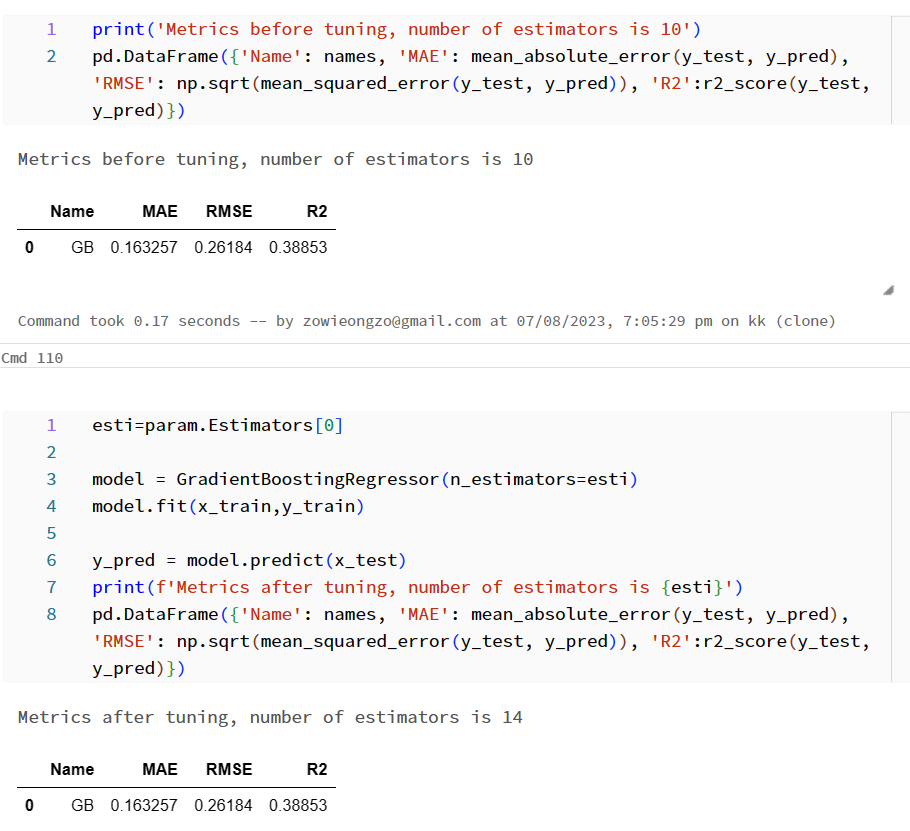 1 print('Metrics before tuning, number of estimators is 10')
2 pd.DataFrame({'Name': names, 'MAE': mean_absolute_error(y_test, y_pred),
'RMSE': np.sqrt(mean_squared_error(y_test, y_pred)), 'R2':r2_score(y_test,
y_pred)})
Metrics before tuning, number of estimators is 10
Name MAE RMSE R2
0 GB 0.163257 0.26184 0.38853
Command took 0.17 seconds -- by zowieongzo@gmail.com at 07/08/2023, 7:05:29 pm on kk (clone)
Cmd 110
1 esti=param.Estimators[0]
2
3 model = GradientBoostingRegressor(n_estimators=esti)
4 model.fit(x_train,y_train)
5
6 y_pred = model.predict(x_test)
7 print(f'Metrics after tuning, number of estimators is {esti}')
8 pd.DataFrame({'Name': names, 'MAE': mean_absolute_error(y_test, y_pred),
'RMSE': np.sqrt(mean_squared_error(y_test, y_pred)), 'R2':r2_score(y_test,
y_pred)})
Metrics after tuning, number of estimators is 14
Name MAE RMSE R2
0 GB 0.163257 0.26184 0.38853